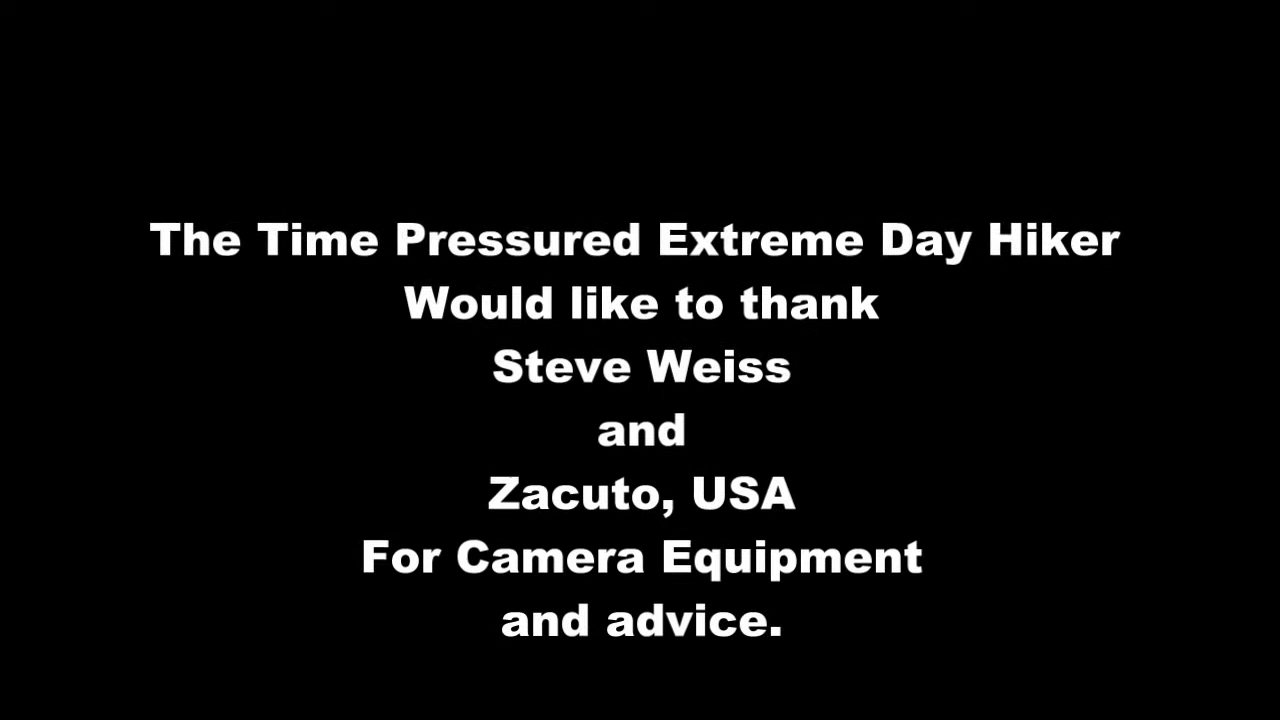 The Time Pressured Extreme Day Hiker
Would like to thank
Steve Weiss
and
Zacuto, USA
For Camera Equipment
and advice.